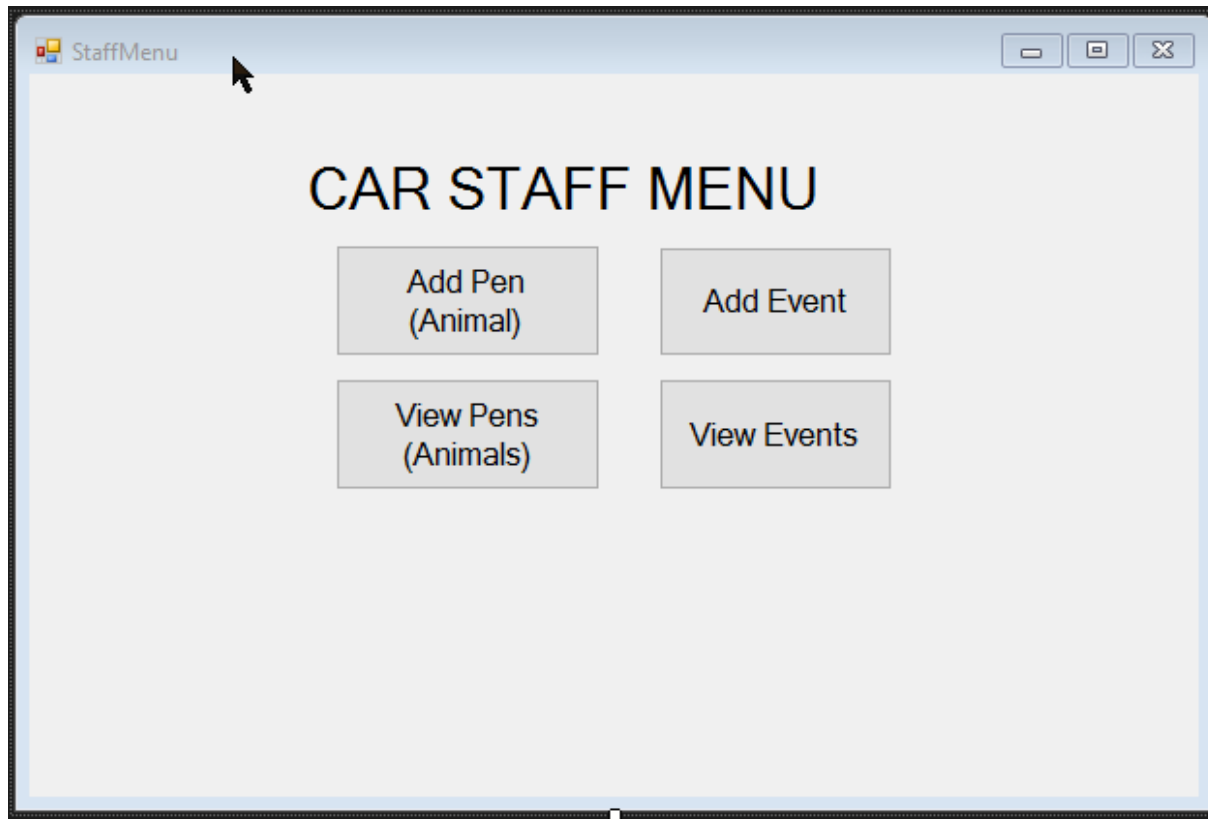 StaffMenu
CAR STAFF MENU
Add Pen
(Animal)
Add Event
View Pens
(Animals)
View Events